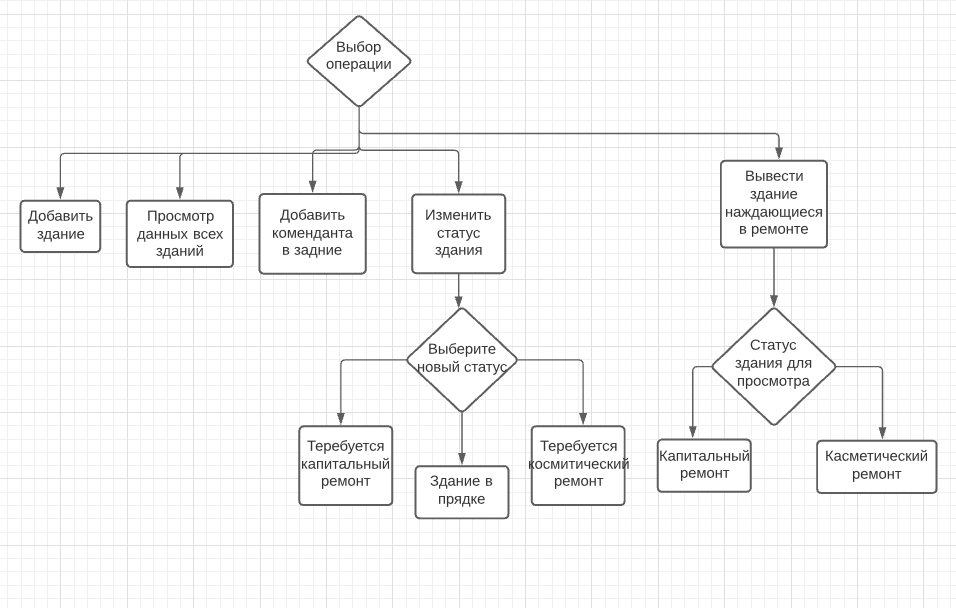 Выбор
операции
Добавить
здание
Просмотр
данных всех
зданий
Добавить
коменданта
в задние
Изменить
статус
здания
Вывести
здание
наждающиеся
в ремонте
Выберите
новый статус
Статус
здания для
просмотра
Теребуется
капитальный
ремонт
Здание в
прядке
Теребуется
космитический
ремонт
Капитальный
ремонт
Касметический
ремонт